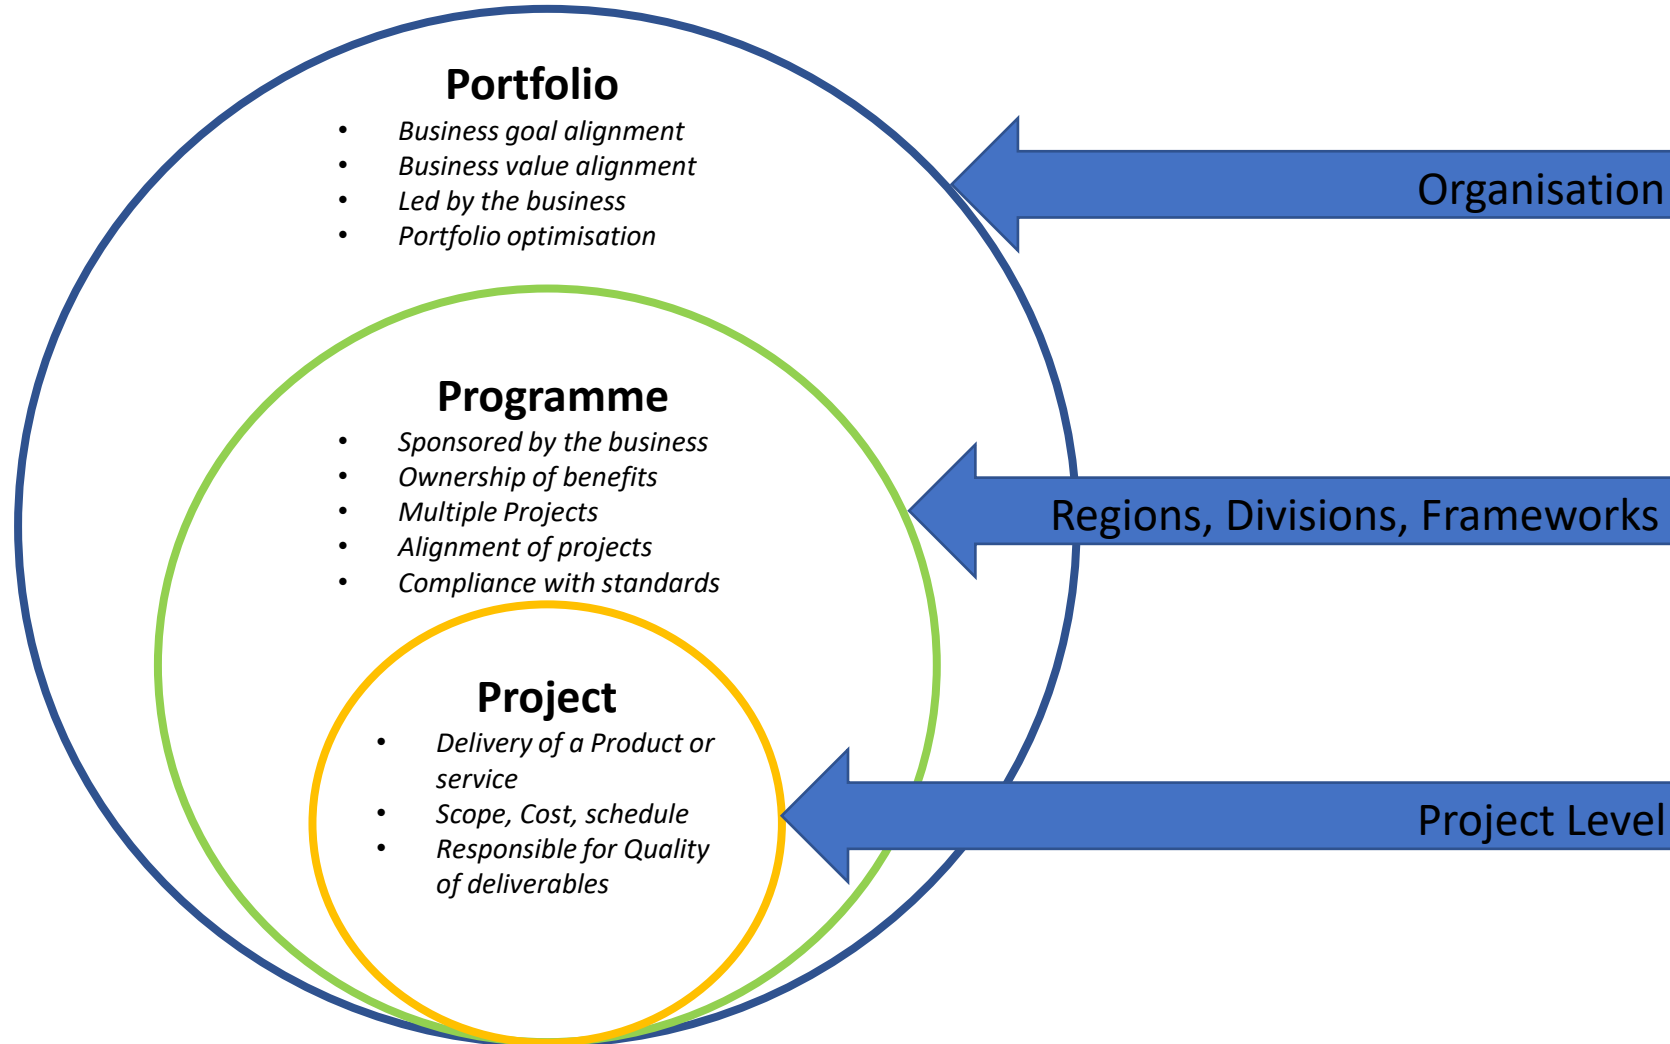 Portfolio
• Business goal alignment
• Business value alignment
• Led by the business
• Portfolio optimisation
Organisation
Programme
• Sponsored by the business
• Ownership of benefits
• Multiple Projects
• Alignment of projects
• Compliance with standards
Regions, Divisions, Frameworks
Project
• Delivery of a Product or
service
• Scope, Cost, schedule
• Responsible for Quality
of deliverables
Project Level